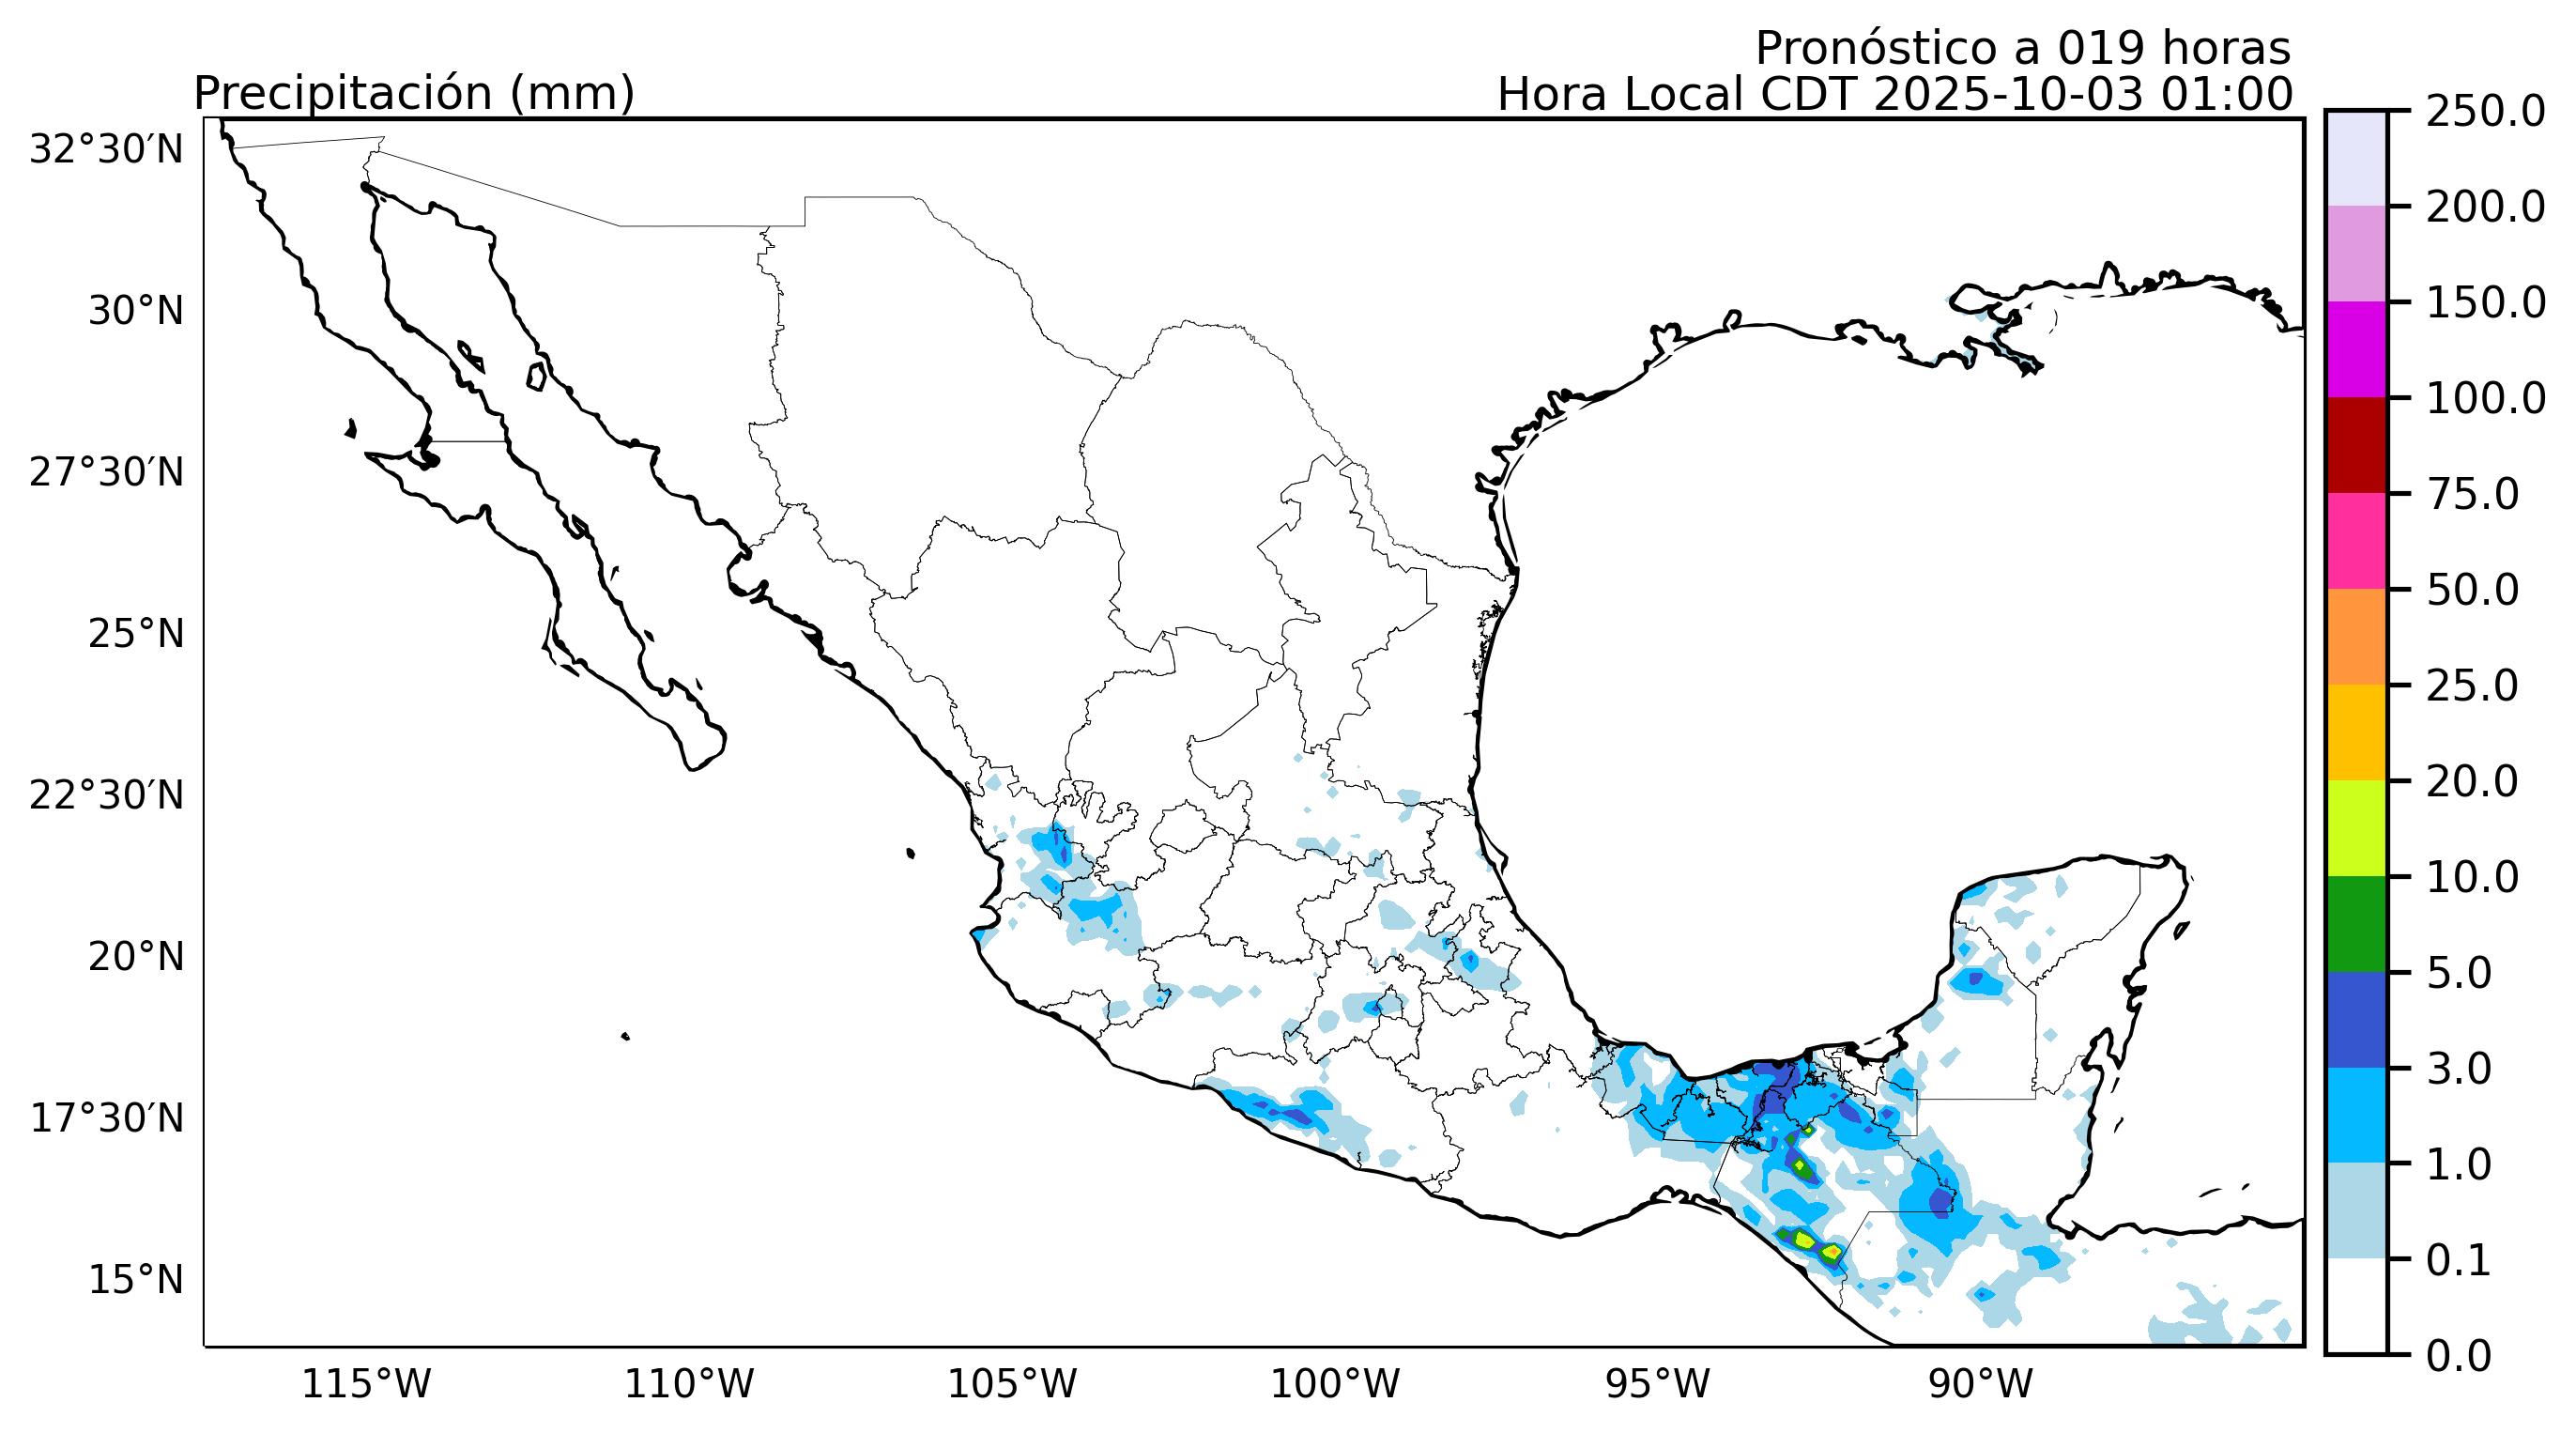 Pronóstico a 019 horas
Precipitación (mm)
Hora Local CDT 2025-10-03 01:00
32°30′N
30°N
27°30′N
25°N
22°30′N
20°N
17°30′N
15°N
115°W
110°W
105°W
100°W
95°W
90°W
250.0
200.0
150.0
100.0
75.0
50.0
25.0
20.0
10.0
5.0
3.0
1.0
0.1
0.0